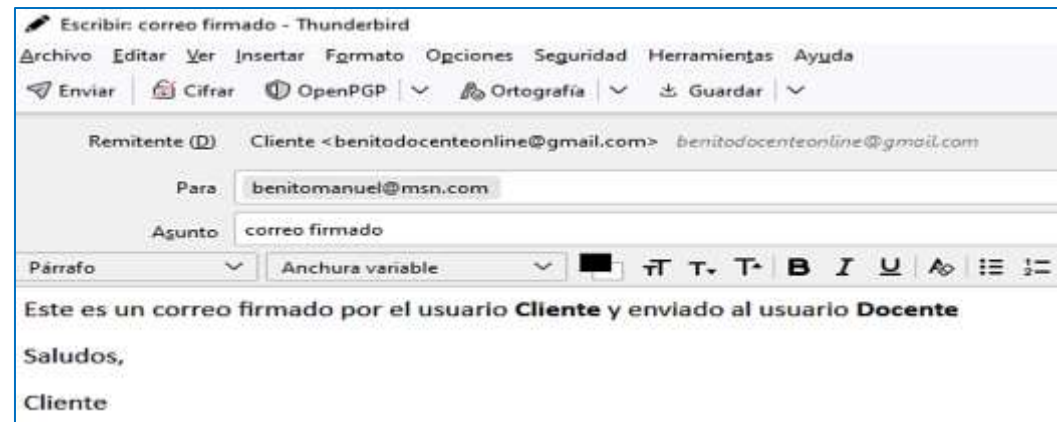 Escribir: correo firmado - Thunderbird
Archivo Editar Ver Insertar Formato Opciones Seguridad Herramientas Ayuda
Enviar Cifrar OpenPGP Ortografía Guardar
Remitente (D) Cliente <benitodocenteonline@gmail.com> benitodocenteonline@gmail.com
Para benitomanuel@msn.com
Asunto correo firmado
Párrafo Anchura variable B I U
Este es un correo firmado por el usuario Cliente y enviado al usuario Docente
Saludos,
Cliente